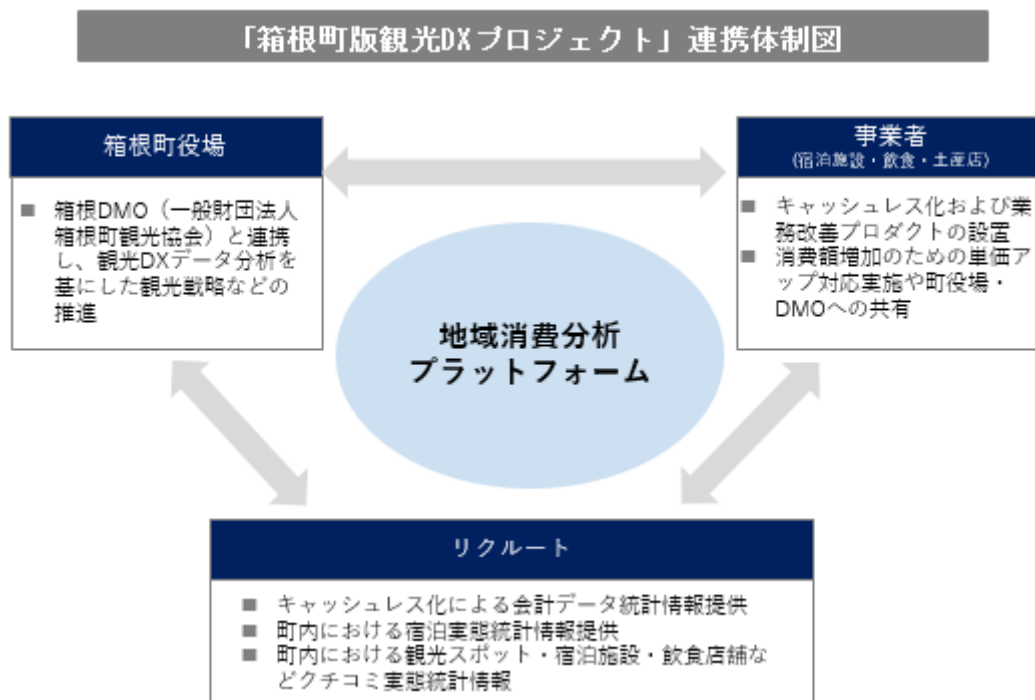 「箱根町版観光DXプロジェクト」連携体制図
箱根町役場
■ 箱根DMO（一般財団法人
箱根町観光協会）と連携
し、観光DXデータ分析を
基にした観光戦略などの
推進
事業者
(宿泊施設・飲食・土産店)
■ キャッシュレス化および業
務改善プロダクトの設置
■ 消費額増加のための単価ア
ップ対応実施や町役場・
DMOへの共有
地域消費分析
プラットフォーム
リクルート
■ キャッシュレス化による会計データ統計情報提供
■ 町内における宿泊実態統計情報提供
■ 町内における観光スポット・宿泊施設・飲食店舗な
どクチコミ実態統計情報